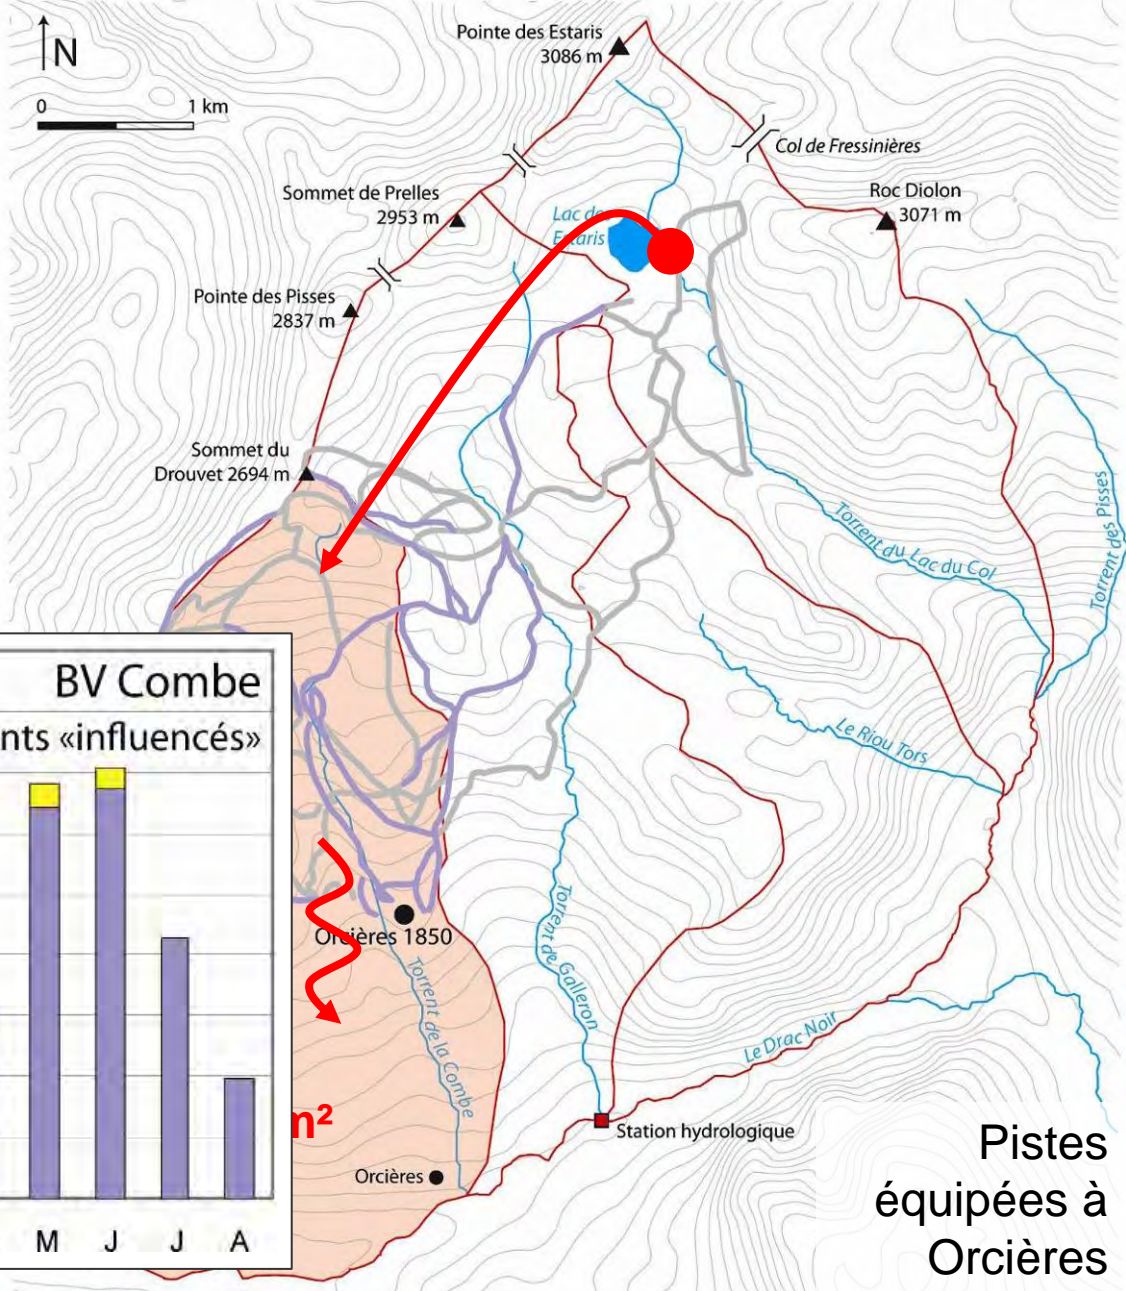 Pointe des Estaris
3086 m
N
0 1 km
Col de Fressinières
Sommet de Prelles
2953 m
Roc Diolon
3071 m
Lac des
Estaris
Pointe des Pisses
2837 m
Sommet du
Drouvet 2694 m
Torrent des Pisses
Torrent du Lac du Col
BV Combe
nts «influencés»
Le Riou Tors
Orcières 1850
Torrent de Galleron
Torrent de la Combe
Le Drac Noir
m²
Station hydrologique
Orcières
M J J A
Pistes
équipées à
Orcières